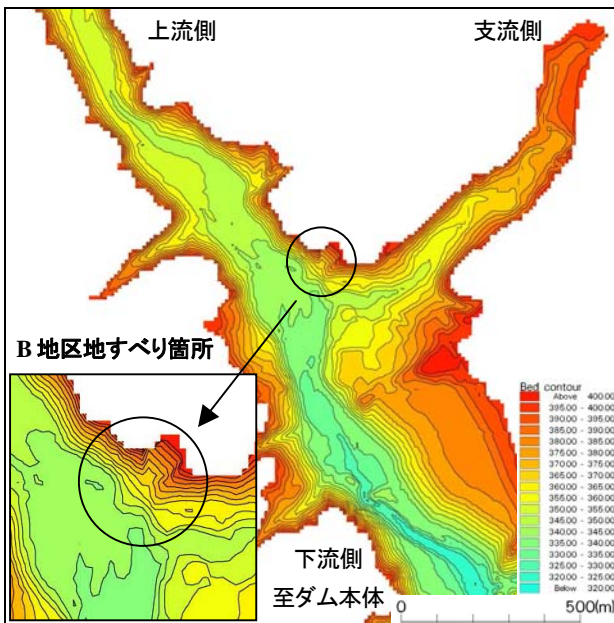 上流側
支流側
B 地区地すべり箇所
下流側
至ダム本体
Bed contour
Above 400.00
395.00 - 400.00
390.00 - 395.00
385.00 - 390.00
380.00 - 385.00
375.00 - 380.00
370.00 - 375.00
365.00 - 370.00
360.00 - 365.00
355.00 - 360.00
350.00 - 355.00
345.00 - 350.00
340.00 - 345.00
335.00 - 340.00
330.00 - 335.00
325.00 - 330.00
320.00 - 325.00
Below 320.00
0 500(m)